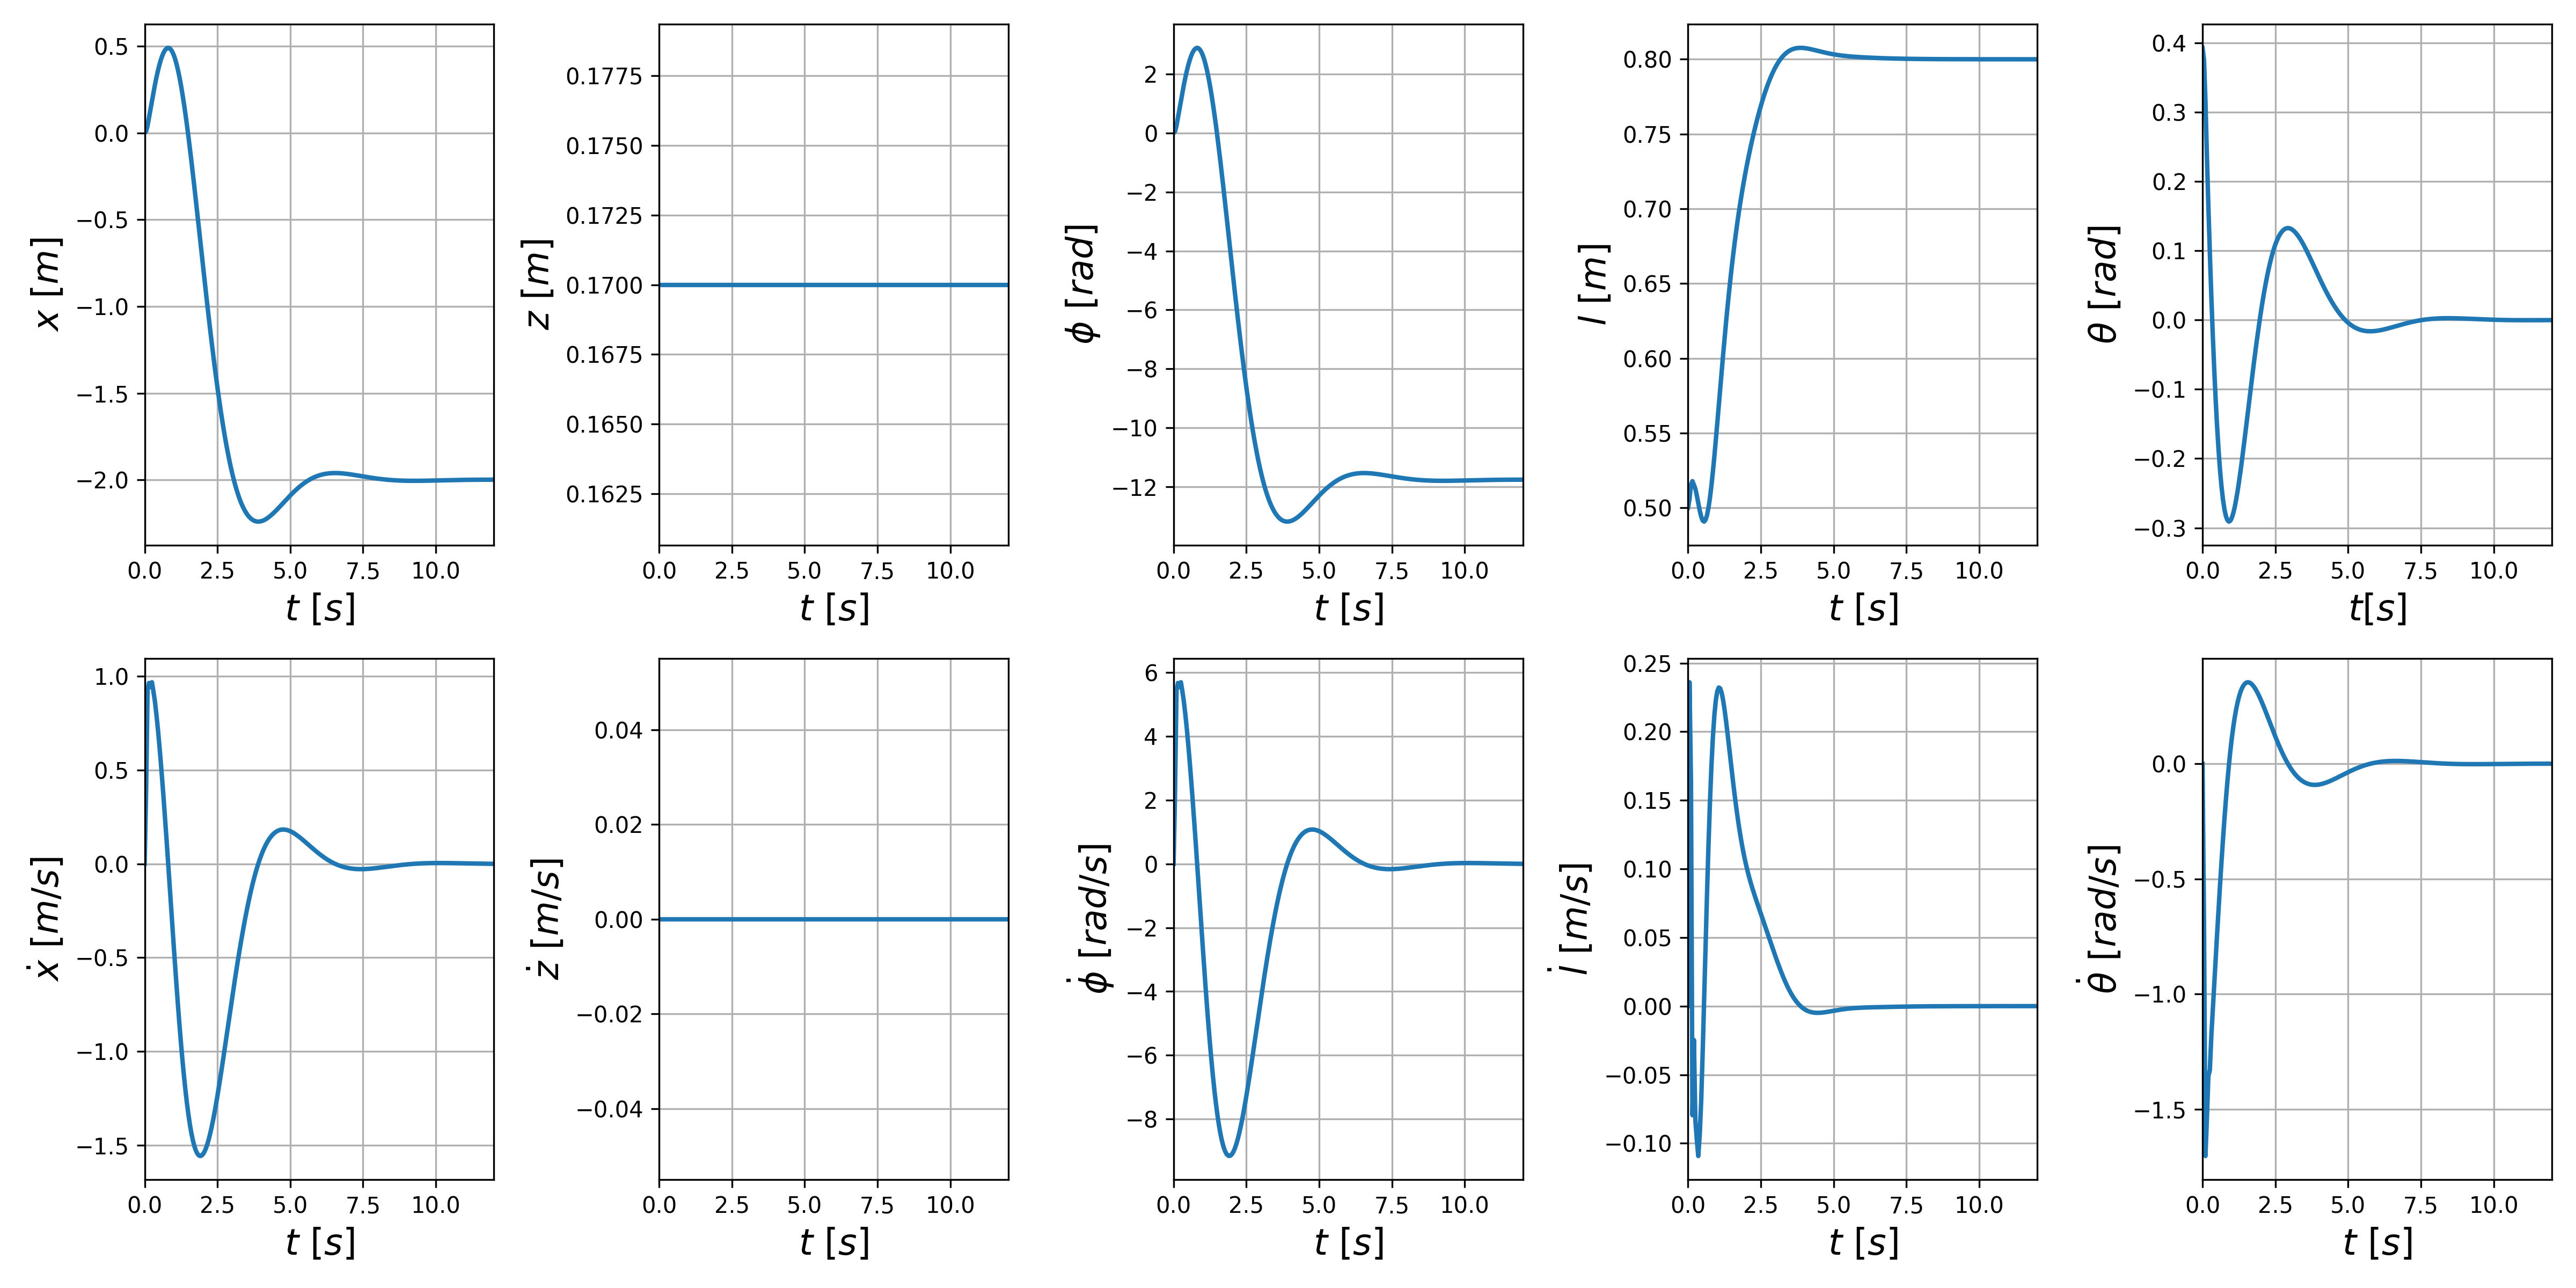 x [m]
0.5
0.0
−0.5
−1.0
−1.5
−2.0
0.0 2.5 5.0 7.5 10.0
t [s]
z [m]
0.1775
0.1750
0.1725
0.1700
0.1675
0.1650
0.1625
0.0 2.5 5.0 7.5 10.0
t [s]
ϕ [rad]
2
0
−2
−4
−6
−8
−10
−12
0.0 2.5 5.0 7.5 10.0
t [s]
l [m]
0.80
0.75
0.70
0.65
0.60
0.55
0.50
0.0 2.5 5.0 7.5 10.0
t [s]
θ [rad]
0.4
0.3
0.2
0.1
0.0
−0.1
−0.2
−0.3
0.0 2.5 5.0 7.5 10.0
t[s]
ẋ [m/s]
1.0
0.5
0.0
−0.5
−1.0
−1.5
0.0 2.5 5.0 7.5 10.0
t [s]
ż [m/s]
0.04
0.02
0.00
−0.02
−0.04
0.0 2.5 5.0 7.5 10.0
t [s]
ϕ̇ [rad/s]
6
4
2
0
−2
−4
−6
−8
0.0 2.5 5.0 7.5 10.0
t [s]
l̇ [m/s]
0.25
0.20
0.15
0.10
0.05
0.00
−0.05
−0.10
0.0 2.5 5.0 7.5 10.0
t [s]
θ̇ [rad/s]
0.0
−0.5
−1.0
−1.5
0.0 2.5 5.0 7.5 10.0
t [s]